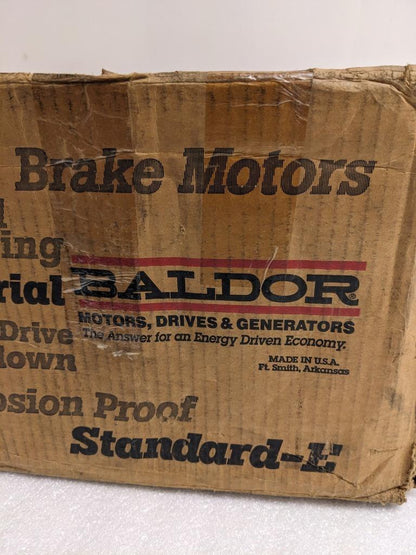 Brake Motors
ing
rial
BALDOR®
MOTORS, DRIVES & GENERATORS
The Answer for an Energy Driven Economy.
Drive
down
MADE IN U.S.A.
Ft. Smith, Arkansas
osion Proof
Standard-E